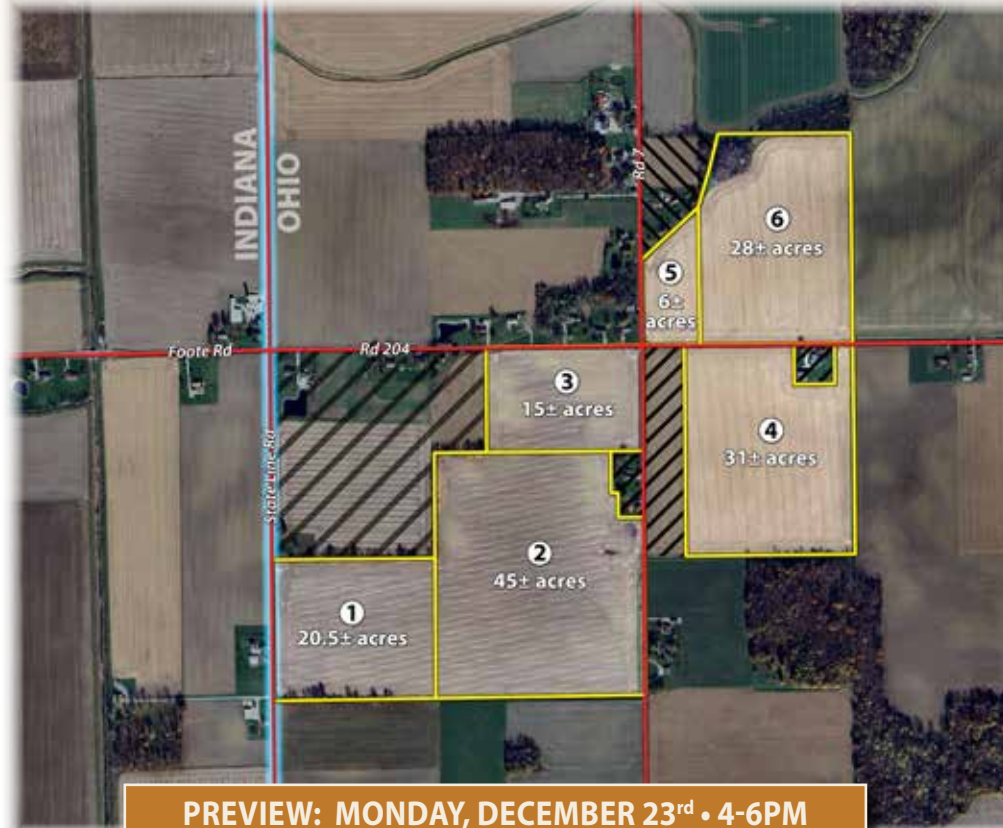 INDIANA
OHIO
Rd 7
6
28± acres
5
6±
acres
Foote Rd
Rd 204
3
15± acres
4
31± acres
State Line Rd
2
45± acres
1
20.5± acres
PREVIEW: MONDAY, DECEMBER 23rd • 4-6PM